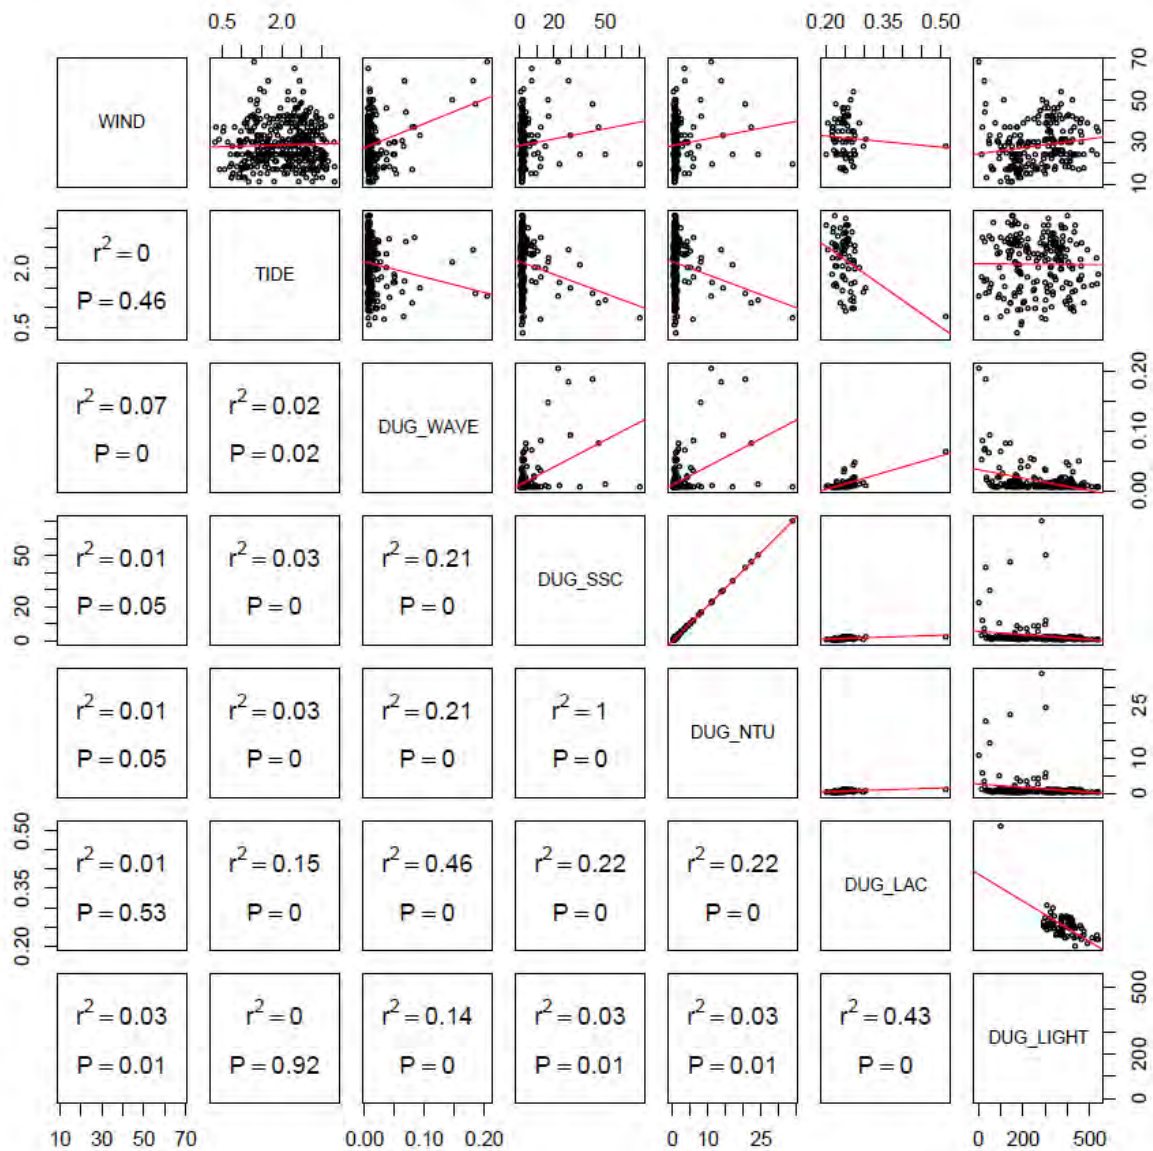 0.5 2.0
0 20 50
0.20 0.35 0.50
WIND
10 30 50 70
r² = 0
P = 0.46
TIDE
0.5 2.0
r² = 0.07
P = 0
r² = 0.02
P = 0.02
DUG_WAVE
0.00 0.10 0.20
r² = 0.01
P = 0.05
r² = 0.03
P = 0
r² = 0.21
P = 0
DUG_SSC
0 20 50
r² = 0.01
P = 0.05
r² = 0.03
P = 0
r² = 0.21
P = 0
r² = 1
P = 0
DUG_NTU
0 10 25
r² = 0.01
P = 0.53
r² = 0.15
P = 0
r² = 0.46
P = 0
r² = 0.22
P = 0
r² = 0.22
P = 0
DUG_LAC
0.20 0.35 0.50
r² = 0.03
P = 0.01
r² = 0
P = 0.92
r² = 0.14
P = 0
r² = 0.03
P = 0.01
r² = 0.03
P = 0.01
r² = 0.43
P = 0
DUG_LIGHT
0 200 500
10 30 50 70
0.00 0.10 0.20
0 10 25
0 200 500